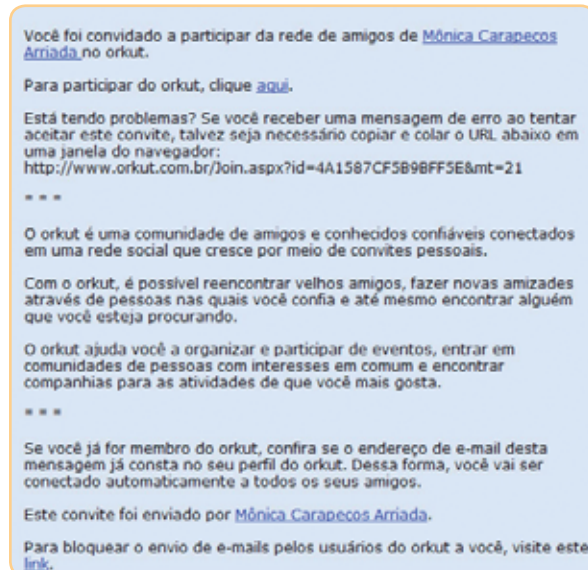 Você foi convidado a participar da rede de amigos de Mônica Carapecos
Arriada no orkut.
Para participar do orkut, clique aqui.
Está tendo problemas? Se você receber uma mensagem de erro ao tentar
aceitar este convite, talvez seja necessário copiar e colar o URL abaixo em
uma janela do navegador:
http://www.orkut.com.br/Join.aspx?id=4A1587CF5B9BFF5E&mt=21
= = =
O orkut é uma comunidade de amigos e conhecidos confiáveis conectados
em uma rede social que cresce por meio de convites pessoais.
Com o orkut, é possível reencontrar velhos amigos, fazer novas amizades
através de pessoas nas quais você confia e até mesmo encontrar alguém
que você esteja procurando.
O orkut ajuda você a organizar e participar de eventos, entrar em
comunidades de pessoas com interesses em comum e encontrar
companhias para as atividades de que você mais gosta.
= = =
Se você já for membro do orkut, confira se o endereço de e-mail desta
mensagem já consta no seu perfil do orkut. Dessa forma, você vai ser
conectado automaticamente a todos os seus amigos.
Este convite foi enviado por Mônica Carapecos Arriada.
Para bloquear o envio de e-mails pelos usuários do orkut a você, visite este
link.